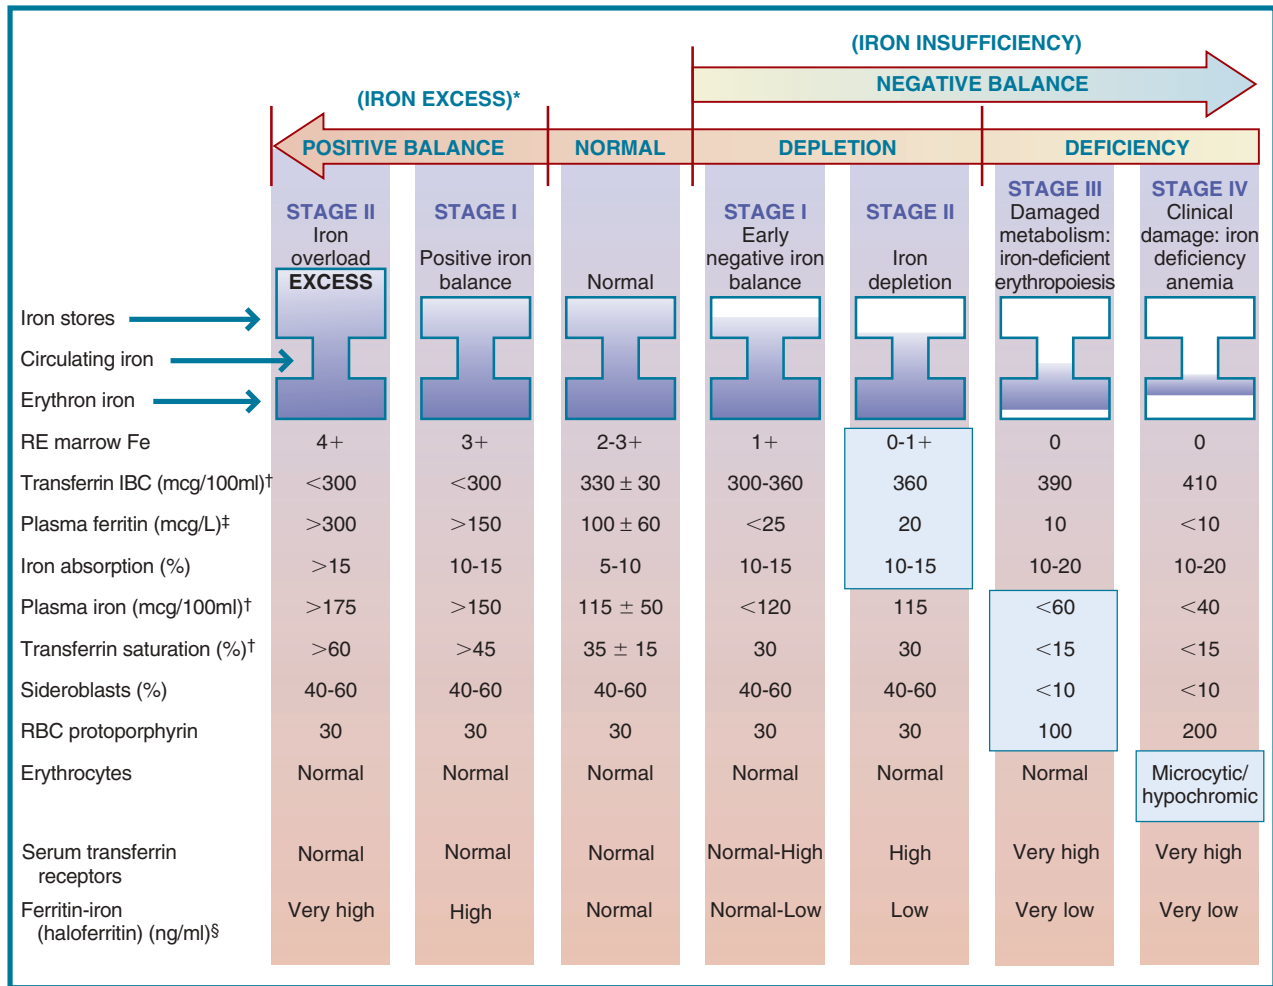 (IRON INSUFFICIENCY)
NEGATIVE BALANCE
(IRON EXCESS)*
POSITIVE BALANCE NORMAL DEPLETION DEFICIENCY
STAGE II
Iron
overload
EXCESS
STAGE I
Positive iron
balance
Normal
STAGE I
Early
negative iron
balance
STAGE II
Iron
depletion
STAGE III
Damaged
metabolism:
iron-deficient
erythropoiesis
STAGE IV
Clinical
damage: iron
deficiency
anemia
Iron stores
Circulating iron
Erythron iron
RE marrow Fe 4+ 3+ 2-3+ 1+ 0-1+ 0 0
Transferrin IBC (mcg/100ml)† <300 <300 330 ± 30 300-360 360 390 410
Plasma ferritin (mcg/L)‡ >300 >150 100 ± 60 <25 20 10 <10
Iron absorption (%) >15 10-15 5-10 10-15 10-15 10-20 10-20
Plasma iron (mcg/100ml)† >175 >150 115 ± 50 <120 115 <60 <40
Transferrin saturation (%)† >60 >45 35 ± 15 30 30 <15 <15
Sideroblasts (%) 40-60 40-60 40-60 40-60 40-60 <10 <10
RBC protoporphyrin 30 30 30 30 30 100 200
Erythrocytes Normal Normal Normal Normal Normal Normal Microcytic/
hypochromic
Serum transferrin Normal Normal Normal Normal-High High Very high Very high
receptors
Ferritin-iron Very high High Normal Normal-Low Low Very low Very low
(haloferritin) (ng/ml)§